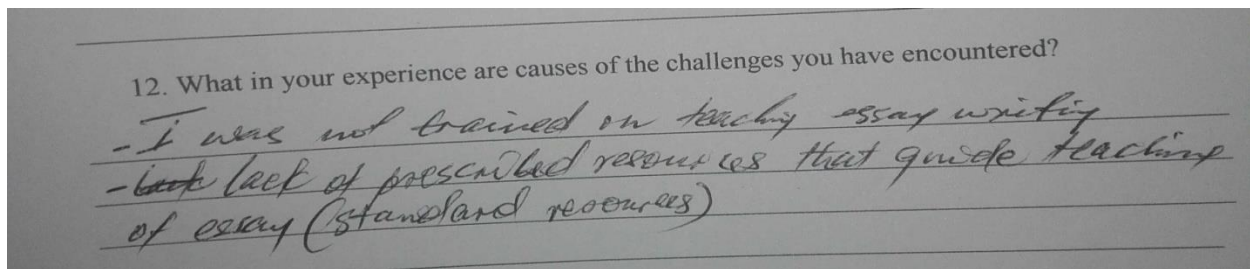 12. What in your experience are causes of the challenges you have encountered?
- I was not trained on teaching essay writing
- lack of prescribed resources that guide teaching
of essay (standard resources)